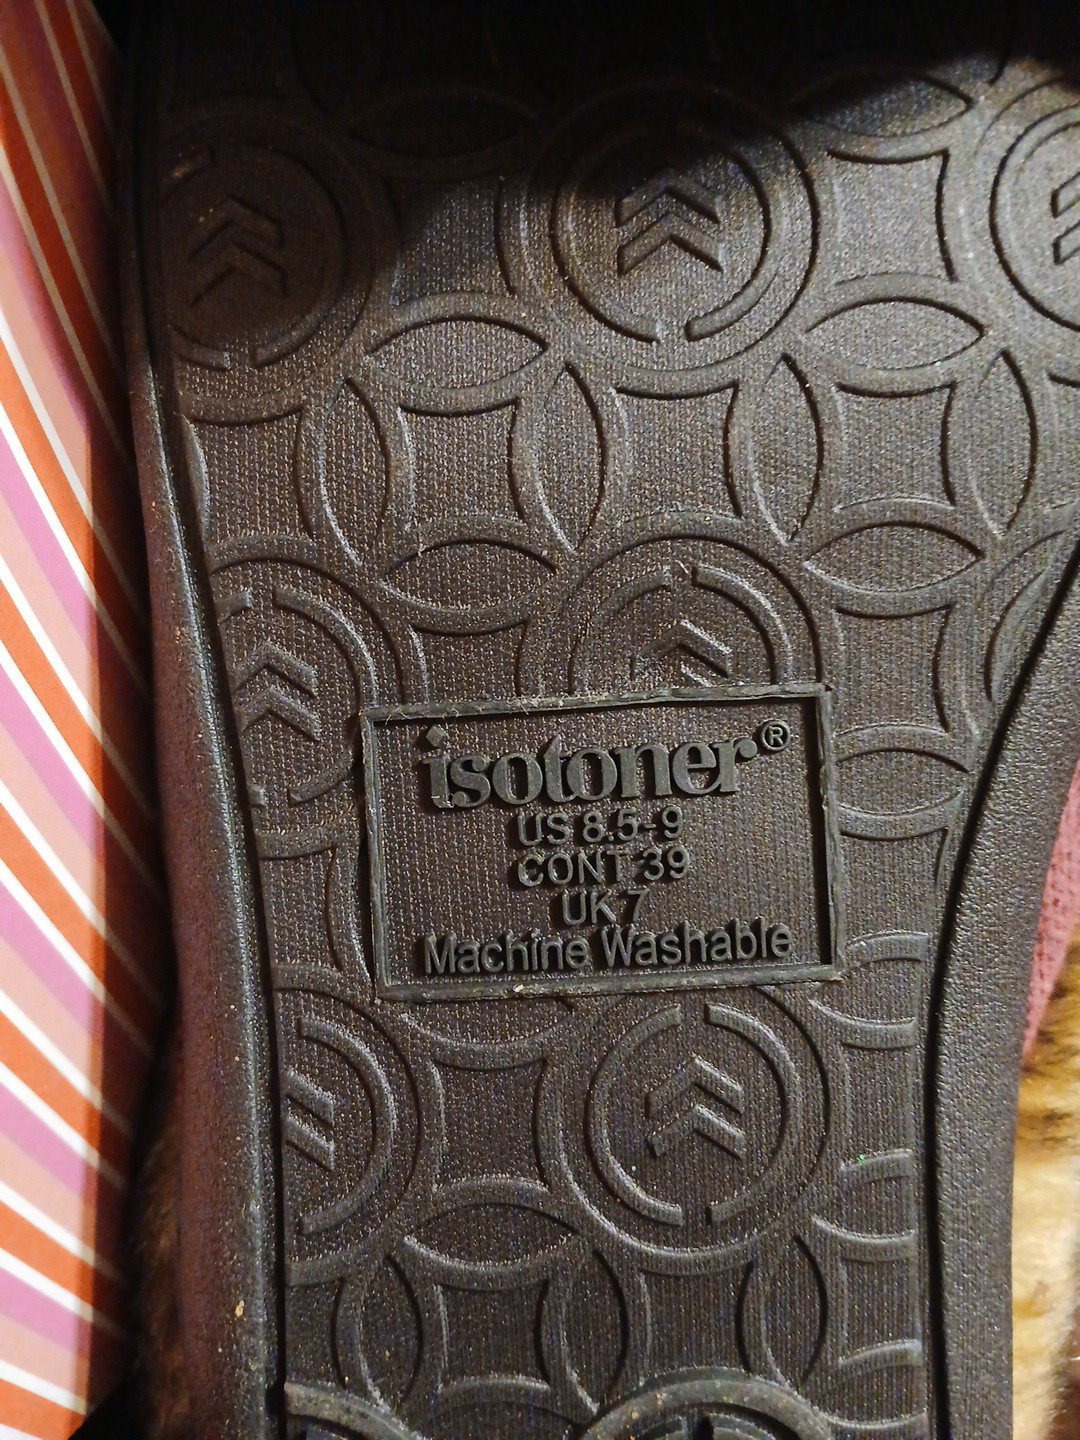 isotoner®
US 8.5-9
CONT 39
UK 7
Machine Washable